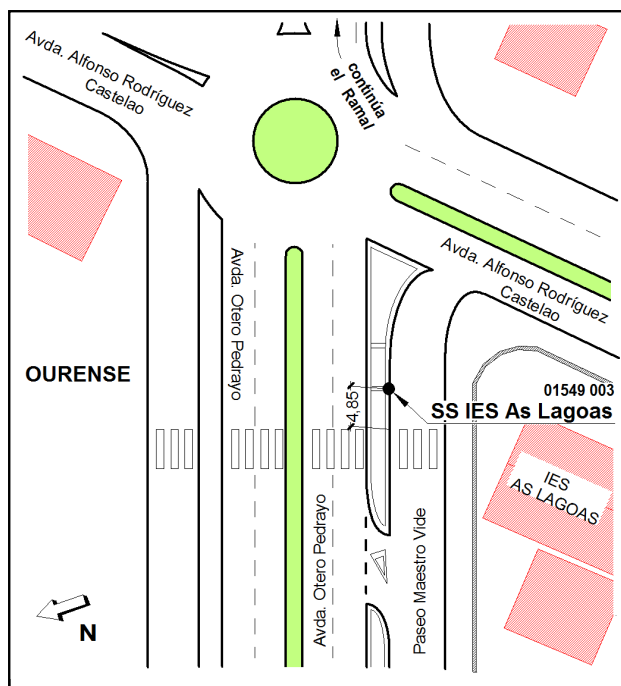 Avda. Alfonso Rodríguez
Castelao
continúa
el Ramal
Avda. Alfonso Rodríguez
Castelao
Avda. Otero Pedrayo
OURENSE
4,85
01549 003
SS IES As Lagoas
IES
AS LAGOAS
Avda. Otero Pedrayo
Paseo Maestro Vide
N